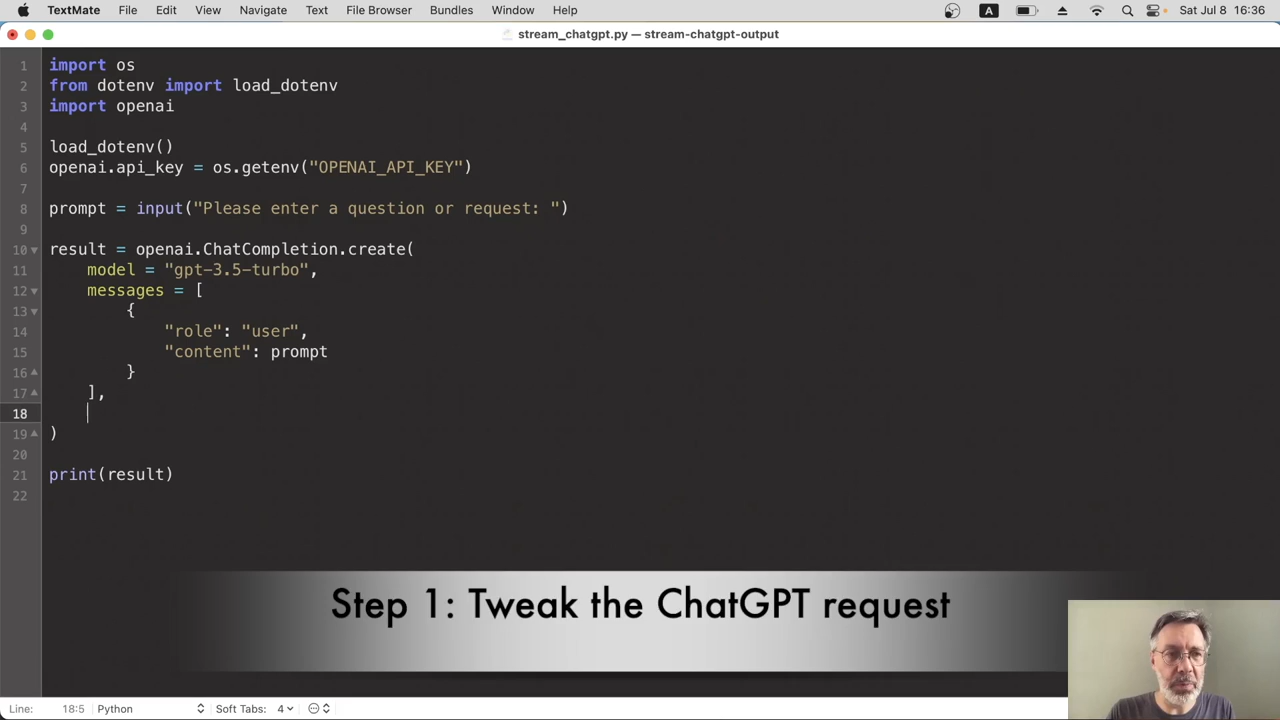 TextMate File Edit View Navigate Text File Browser Bundles Window Help A Sat Jul 8 16:36
stream_chatgpt.py — stream-chatgpt-output
1 import os
2 from dotenv import load_dotenv
3 import openai
4
5 load_dotenv()
6 openai.api_key = os.getenv("OPENAI_API_KEY")
7
8 prompt = input("Please enter a question or request: ")
9
10 result = openai.ChatCompletion.create(
11     model = "gpt-3.5-turbo",
12     messages = [
13         {
14             "role": "user",
15             "content": prompt
16         }
17     ],
18
19 )
20
21 print(result)
22
Step 1: Tweak the ChatGPT request
Line: 18:5 Python Soft Tabs: 4